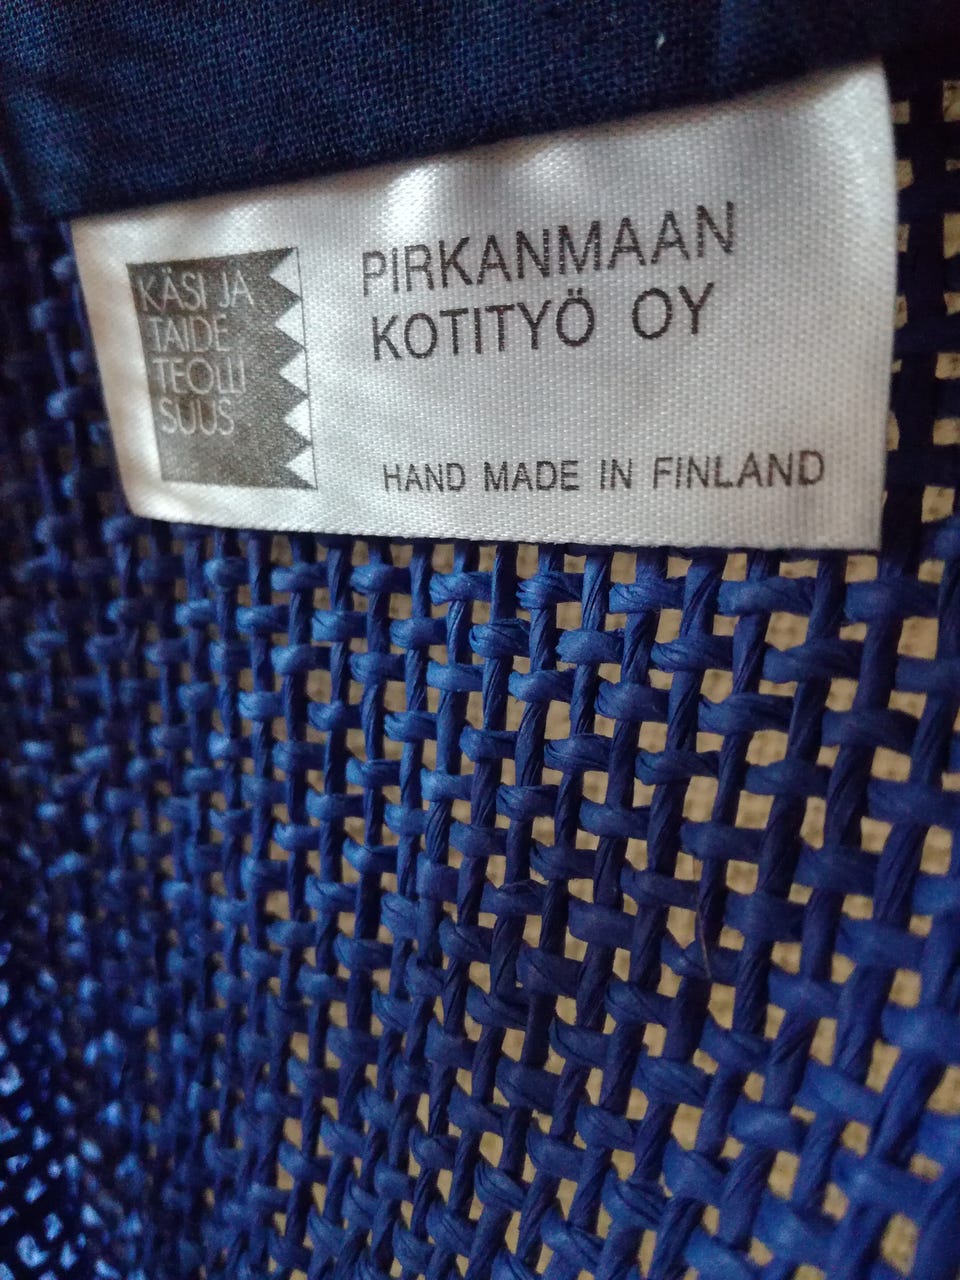 KÄSI JA
TAIDE
TEOLLI
SUUS
PIRKANMAAN
KOTITYÖ OY
HAND MADE IN FINLAND